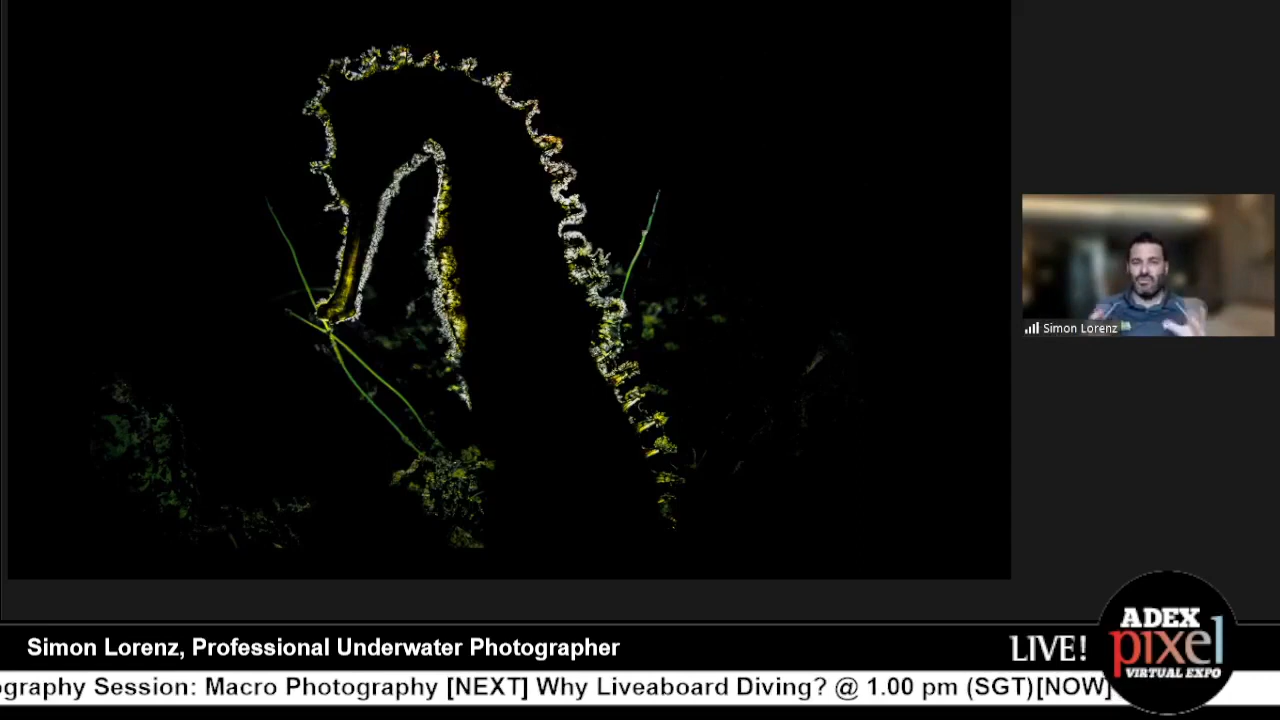 Simon Lorenz
Simon Lorenz, Professional Underwater Photographer
LIVE!
ADEX
pixel
VIRTUAL EXPO
ography Session: Macro Photography [NEXT] Why Liveaboard Diving? @ 1.00 pm (SGT)[NOW]